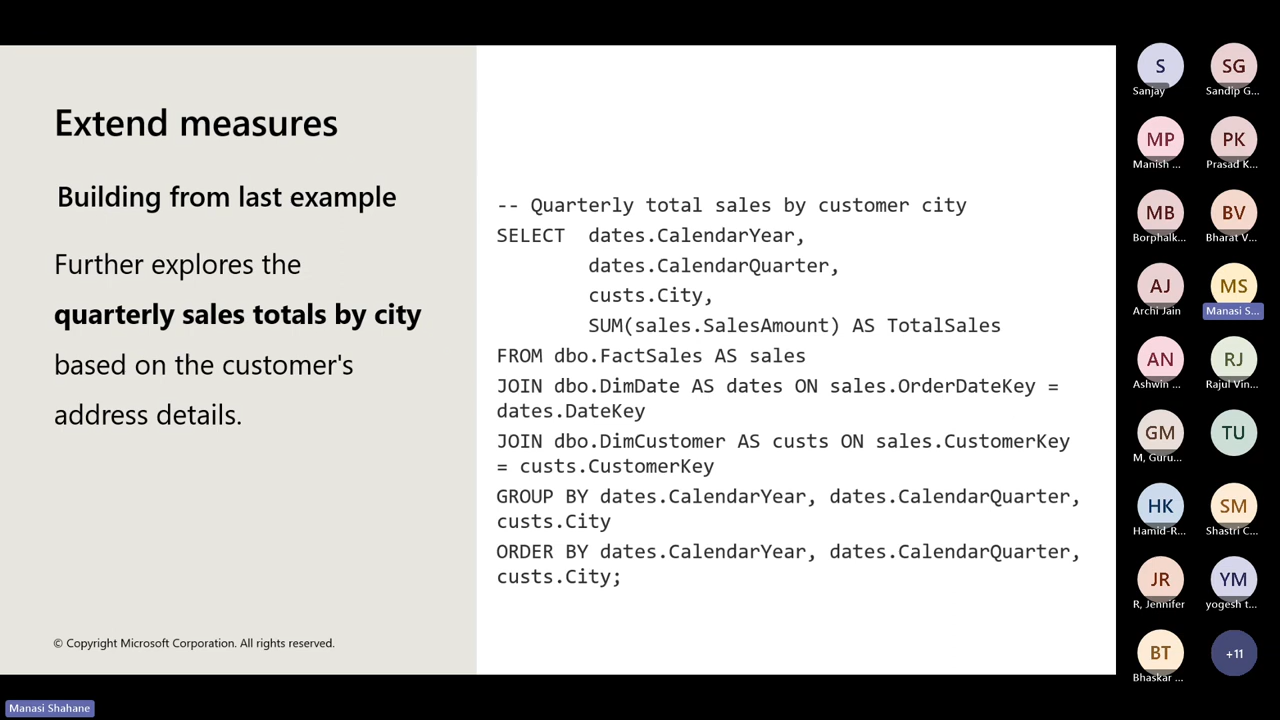 Extend measures
Building from last example
Further explores the
quarterly sales totals by city
based on the customer's
address details.
© Copyright Microsoft Corporation. All rights reserved.
-- Quarterly total sales by customer city
SELECT  dates.CalendarYear,
        dates.CalendarQuarter,
        custs.City,
        SUM(sales.SalesAmount) AS TotalSales
FROM dbo.FactSales AS sales
JOIN dbo.DimDate AS dates ON sales.OrderDateKey =
dates.DateKey
JOIN dbo.DimCustomer AS custs ON sales.CustomerKey
= custs.CustomerKey
GROUP BY dates.CalendarYear, dates.CalendarQuarter,
custs.City
ORDER BY dates.CalendarYear, dates.CalendarQuarter,
custs.City;
S SG
Sanjay Sandip G...
MP PK
Manish ... Prasad K...
MB BV
Borphalk... Bharat V...
AJ MS
Archi Jain Manasi S...
AN RJ
Ashwin ... Rajul Vin...
GM TU
M, Guru...
HK SM
Hamid-R... Shastri C...
JR YM
R, Jennifer yogesh t...
BT +11
Bhaskar ...
Manasi Shahane